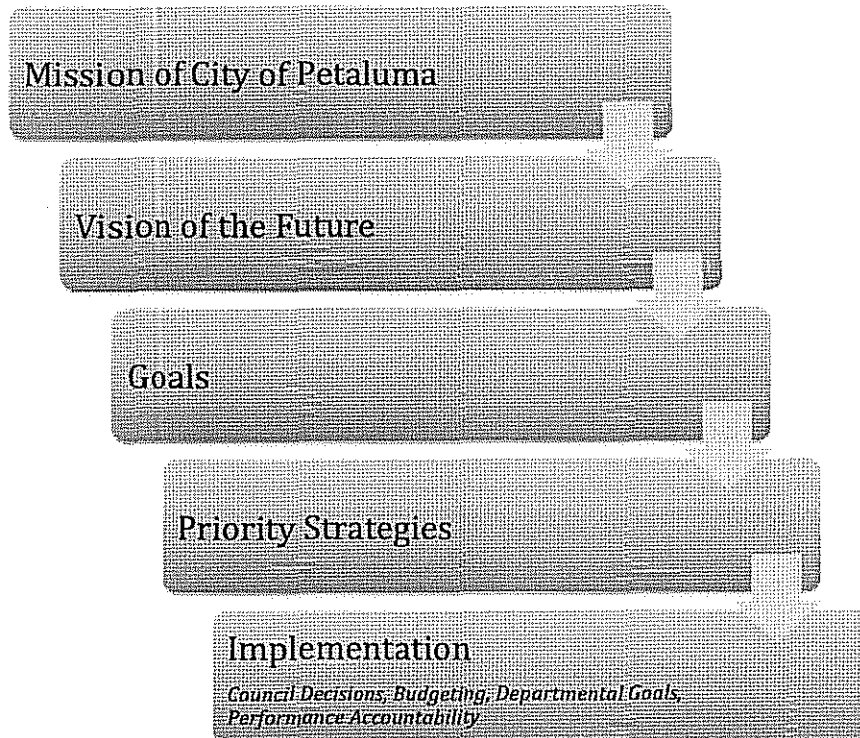 Mission of City of Petaluma
Vision of the Future
Goals
Priority Strategies
Implementation
Council Decisions, Budgeting, Departmental Goals,
Performance Accountability